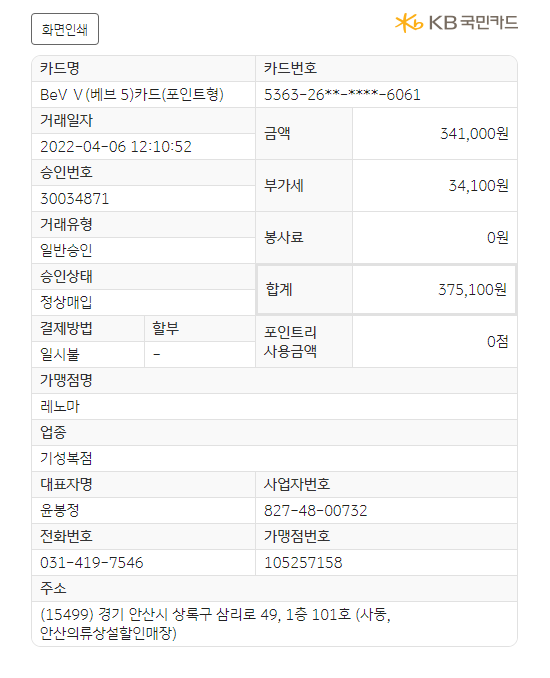 화면인쇄
KB국민카드
카드명
카드번호
BeV Ⅴ(베브 5)카드(포인트형)
5363-26**-****-6061
거래일자
2022-04-06 12:10:52
금액
341,000원
승인번호
30034871
부가세
34,100원
거래유형
일반승인
봉사료
0원
승인상태
정상매입
합계
375,100원
결제방법
할부
일시불
-
포인트리
사용금액
0점
가맹점명
레노마
업종
기성복점
대표자명
사업자번호
윤봉정
827-48-00732
전화번호
가맹점번호
031-419-7546
105257158
주소
(15499) 경기 안산시 상록구 삼리로 49, 1층 101호 (사동,
안산의류상설할인매장)